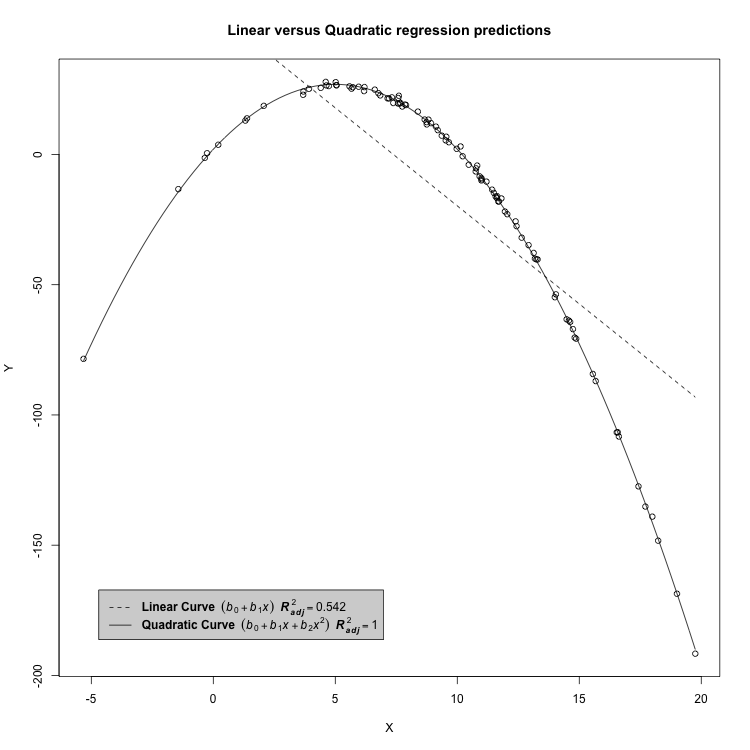 Linear versus Quadratic regression predictions
Y
0
-50
-100
-150
-200
Linear Curve (b₀+b₁x) R²adj=0.542
Quadratic Curve (b₀+b₁x+b₂x²) R²adj=1
-5 0 5 10 15 20
X